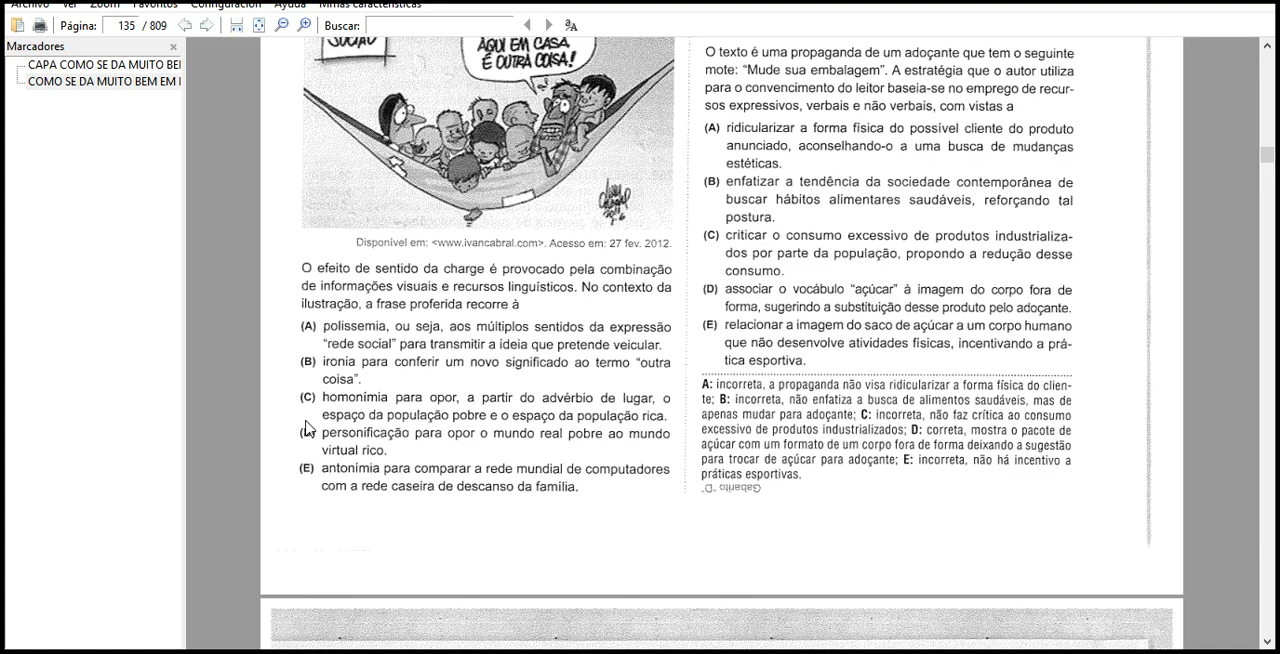 Archivo Ver Zoom Favoritos Configuración Ayuda Minhas características
Página: 135 / 809 Buscar:
Marcadores
CAPA COMO SE DA MUITO BEI
COMO SE DA MUITO BEM EM I
SOCIAL
AQUI EM CASA
É OUTRA COISA!
Disponível em: <www.ivancabral.com>. Acesso em: 27 fev. 2012.
O efeito de sentido da charge é provocado pela combinação
de informações visuais e recursos linguísticos. No contexto da
ilustração, a frase proferida recorre à
(A) polissemia, ou seja, aos múltiplos sentidos da expressão
“rede social” para transmitir a ideia que pretende veicular.
(B) ironia para conferir um novo significado ao termo “outra
coisa”.
(C) homonímia para opor, a partir do advérbio de lugar, o
espaço da população pobre e o espaço da população rica.
personificação para opor o mundo real pobre ao mundo
virtual rico.
(E) antonímia para comparar a rede mundial de computadores
com a rede caseira de descanso da família.
O texto é uma propaganda de um adoçante que tem o seguinte
mote: “Mude sua embalagem”. A estratégia que o autor utiliza
para o convencimento do leitor baseia-se no emprego de recur-
sos expressivos, verbais e não verbais, com vistas a
(A) ridicularizar a forma física do possível cliente do produto
anunciado, aconselhando-o a uma busca de mudanças
estéticas.
(B) enfatizar a tendência da sociedade contemporânea de
buscar hábitos alimentares saudáveis, reforçando tal
postura.
(C) criticar o consumo excessivo de produtos industrializa-
dos por parte da população, propondo a redução desse
consumo.
(D) associar o vocábulo “açúcar” à imagem do corpo fora de
forma, sugerindo a substituição desse produto pelo adoçante.
(E) relacionar a imagem do saco de açúcar a um corpo humano
que não desenvolve atividades físicas, incentivando a prá-
tica esportiva.
A: incorreta, a propaganda não visa ridicularizar a forma física do clien-
te; B: incorreta, não enfatiza a busca de alimentos saudáveis, mas de
apenas mudar para adoçante; C: incorreta, não faz crítica ao consumo
excessivo de produtos industrializados; D: correta, mostra o pacote de
açúcar com um formato de um corpo fora de forma deixando a sugestão
para trocar de açúcar para adoçante; E: incorreta, não há incentivo a
práticas esportivas.
Gabarito "D"